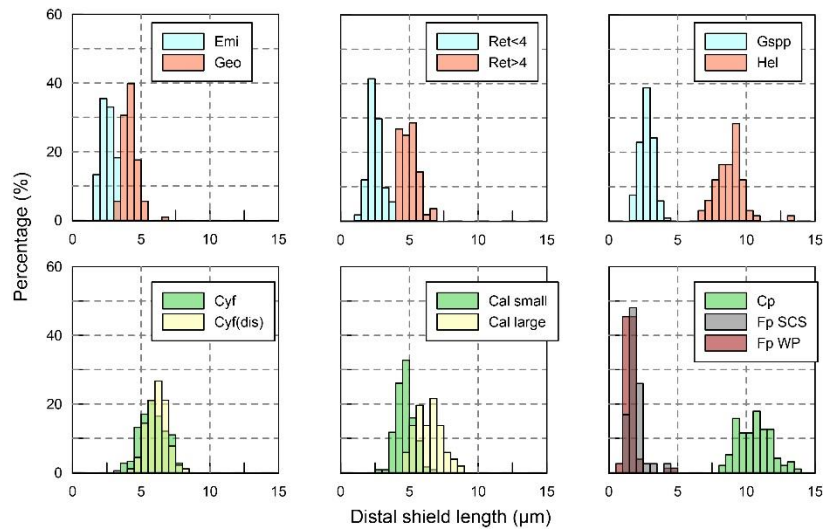 60
40
20
0
Percentage (%)
Emi
Geo
Ret<4
Ret>4
Gspp
Hel
0 5 10 15
0 5 10 15
0 5 10 15
60
40
20
0
Cyf
Cyf(dis)
Cal small
Cal large
Cp
Fp SCS
Fp WP
0 5 10 15
0 5 10 15
0 5 10 15
Distal shield length (μm)